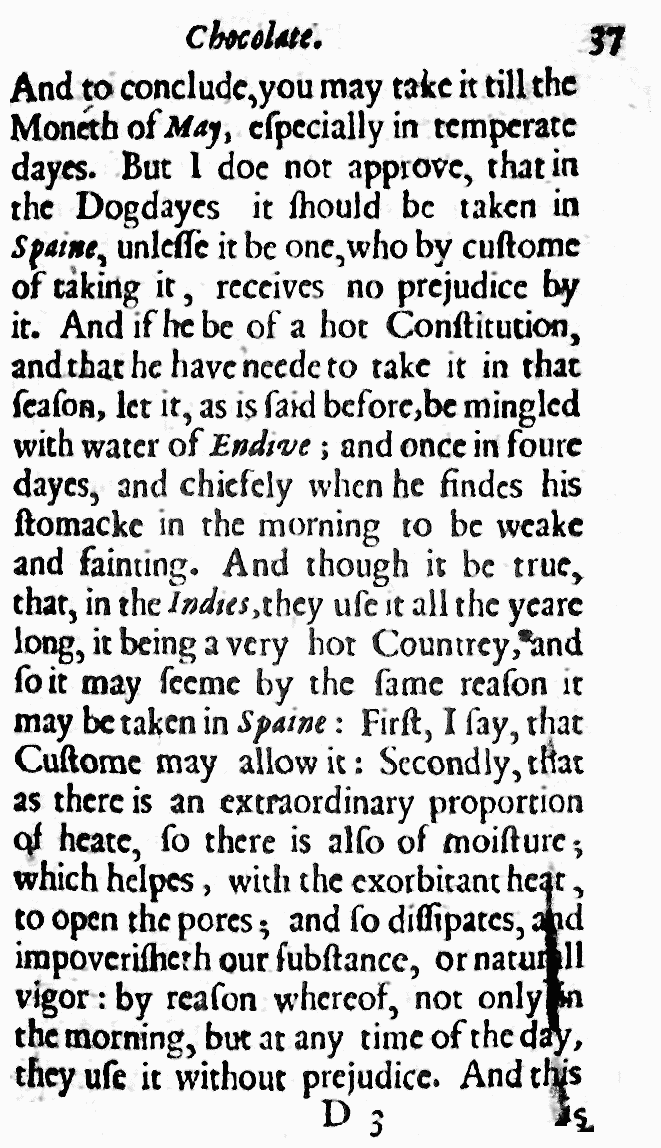 Chocolate. 37
And to conclude,you may take it till the
Moneth of May, eſpecially in temperate
dayes. But I doe not approve, that in
the Dogdayes it ſhould be taken in
Spaine, unleſſe it be one,who by cuſtome
of taking it, receives no prejudice by
it. And if he be of a hot Conſtitution,
and that he have neede to take it in that
ſeaſon, let it, as is ſaid before,be mingled
with water of Endive ; and once in foure
dayes, and chiefely when he findes his
ſtomacke in the morning to be weake
and fainting. And though it be true,
that, in the Indies,they uſe it all the yeare
long, it being a very hot Countrey, and
ſo it may ſeeme by the ſame reaſon it
may be taken in Spaine : Firſt, I ſay, that
Cuſtome may allow it : Secondly, that
as there is an extraordinary proportion
of heate, ſo there is alſo of moiſture ;
which helpes , with the exorbitant heat ,
to open the pores ; and ſo diſſipates, and
impoveriſheth our ſubſtance, or naturall
vigor : by reaſon whereof, not only in
the morning, but at any time of the day,
they uſe it without prejudice. And this
D 3 is